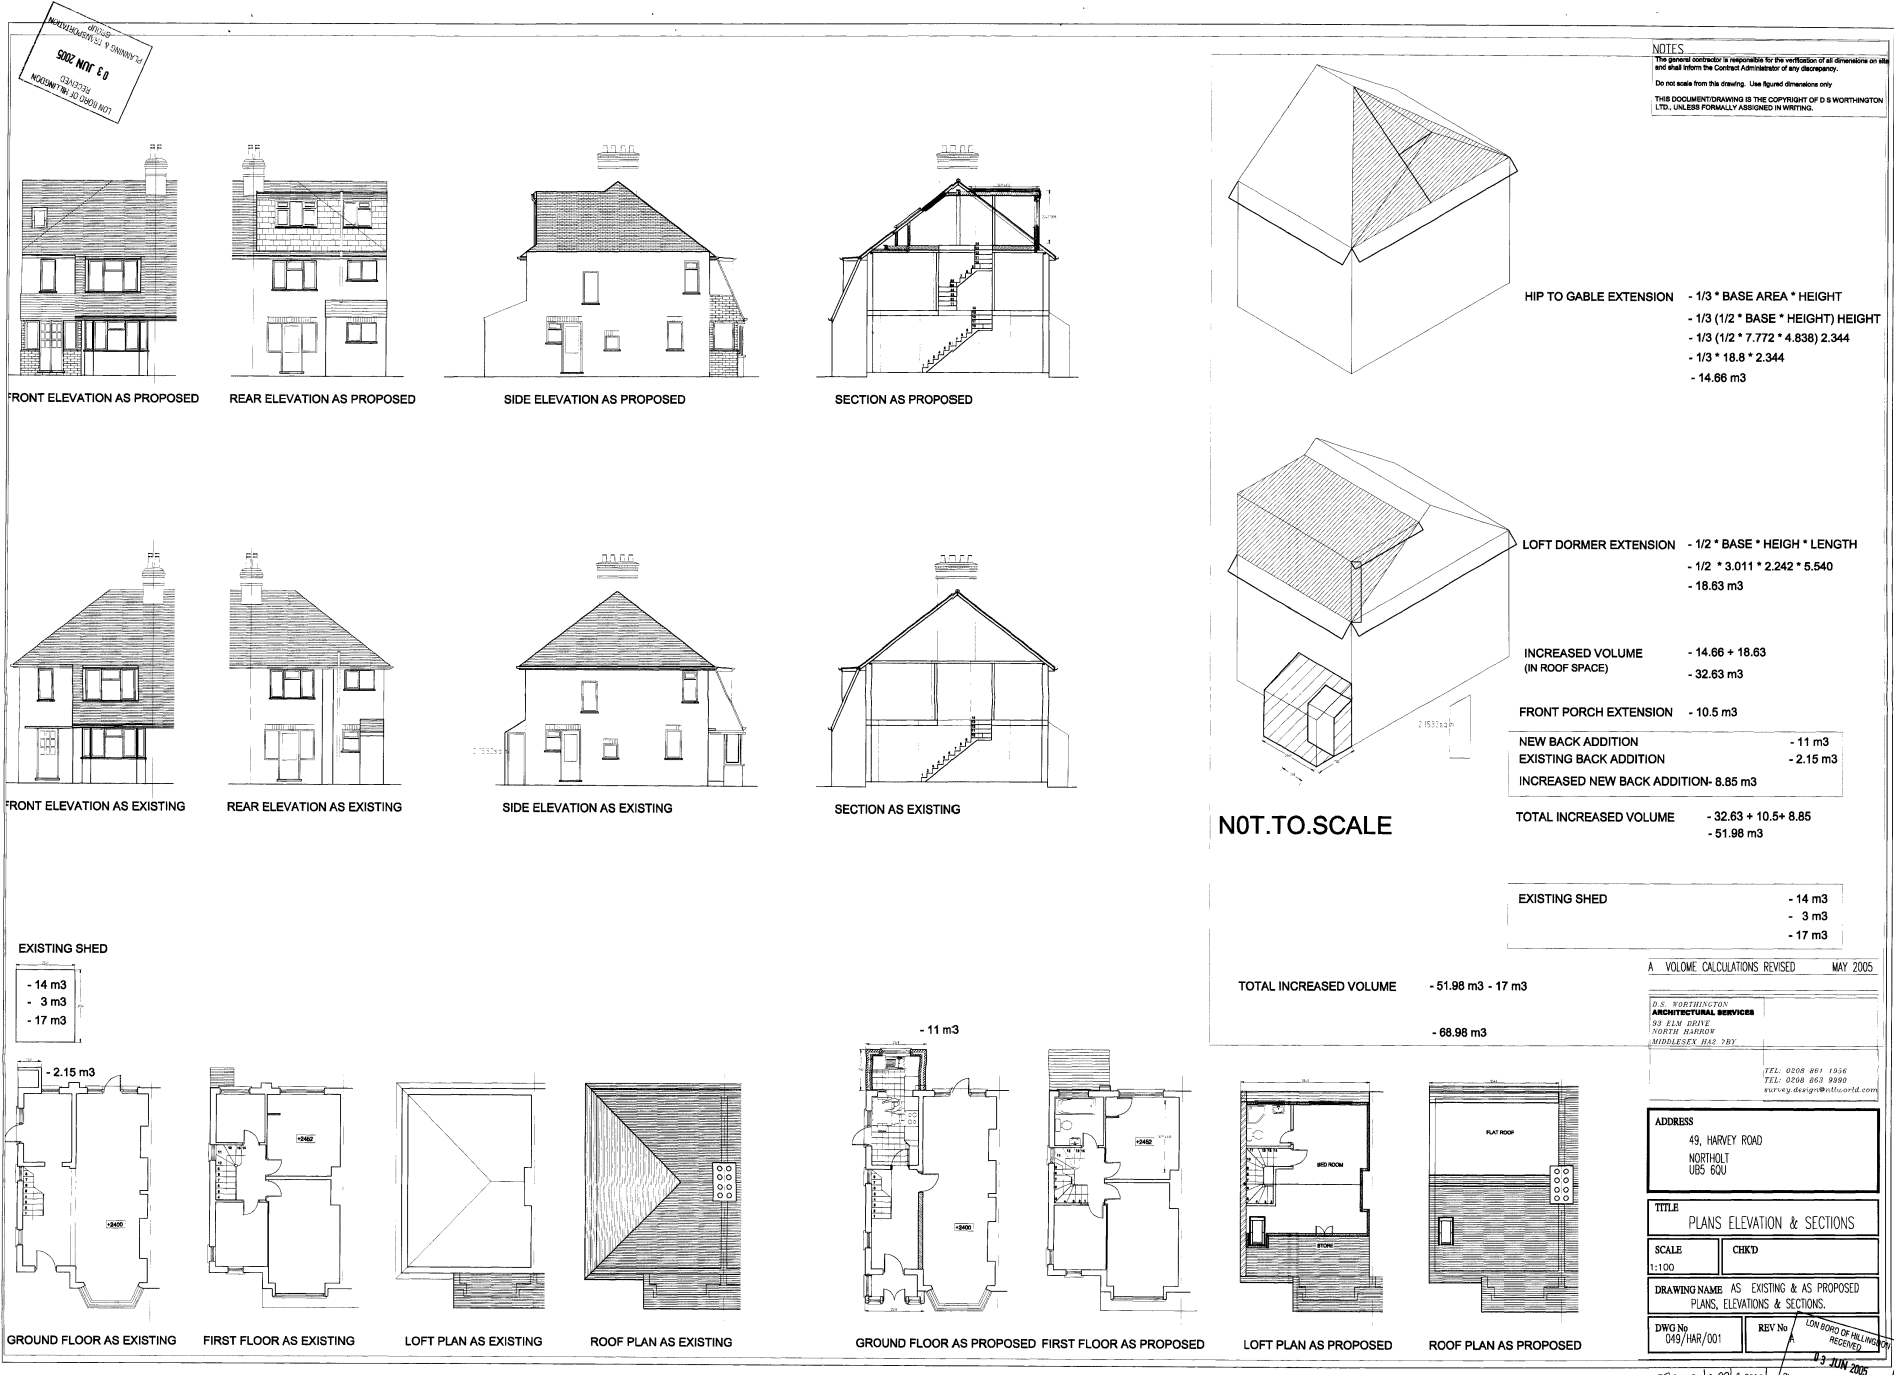 LON BORO OF HILLINGDON
RECEIVED
03 JUN 2005
PLANNING & TRANSPORTATION
GROUP
NOTES
The general contractor is responsible for the verification of all dimensions on site
and shall inform the Contract Administrator of any discrepancy.
Do not scale from this drawing. Use figured dimensions only
THIS DOCUMENT/DRAWING IS THE COPYRIGHT OF D S WORTHINGTON
LTD., UNLESS FORMALLY ASSIGNED IN WRITING.
FRONT ELEVATION AS PROPOSED
REAR ELEVATION AS PROPOSED
SIDE ELEVATION AS PROPOSED
SECTION AS PROPOSED
HIP TO GABLE EXTENSION - 1/3 * BASE AREA * HEIGHT
- 1/3 (1/2 * BASE * HEIGHT) HEIGHT
- 1/3 (1/2 * 7.772 * 4.838) 2.344
- 1/3 * 18.8 * 2.344
- 14.66 m3
LOFT DORMER EXTENSION - 1/2 * BASE * HEIGH * LENGTH
- 1/2 * 3.011 * 2.242 * 5.540
- 18.63 m3
INCREASED VOLUME - 14.66 + 18.63
(IN ROOF SPACE)
- 32.63 m3
FRONT PORCH EXTENSION - 10.5 m3
NEW BACK ADDITION - 11 m3
EXISTING BACK ADDITION - 2.15 m3
INCREASED NEW BACK ADDITION- 8.85 m3
TOTAL INCREASED VOLUME - 32.63 + 10.5+ 8.85
- 51.98 m3
N0T.TO.SCALE
FRONT ELEVATION AS EXISTING
REAR ELEVATION AS EXISTING
SIDE ELEVATION AS EXISTING
SECTION AS EXISTING
EXISTING SHED - 14 m3
- 3 m3
- 17 m3
TOTAL INCREASED VOLUME - 51.98 m3 - 17 m3
- 68.98 m3
EXISTING SHED
- 14 m3
- 3 m3
- 17 m3
- 2.15 m3
- 11 m3
+2400
+2452
+2400
+2452
BED ROOM
STORE
FLAT ROOF
GROUND FLOOR AS EXISTING
FIRST FLOOR AS EXISTING
LOFT PLAN AS EXISTING
ROOF PLAN AS EXISTING
GROUND FLOOR AS PROPOSED
FIRST FLOOR AS PROPOSED
LOFT PLAN AS PROPOSED
ROOF PLAN AS PROPOSED
A VOLOME CALCULATIONS REVISED MAY 2005
D.S. WORTHINGTON
ARCHITECTURAL SERVICES
93 ELM DRIVE
NORTH HARROW
MIDDLESEX HA2 7BY
TEL: 0208 861 1956
TEL: 0208 863 9990
survey.design@ntlworld.com
ADDRESS
49, HARVEY ROAD
NORTHOLT
UB5 6QU
TITLE
PLANS ELEVATION & SECTIONS
SCALE
1:100
CHK'D
DRAWING NAME AS EXISTING & AS PROPOSED
PLANS, ELEVATIONS & SECTIONS.
DWG No
049/HAR/001
REV No
A
LON BORO OF HILLINGDON
RECEIVED
03 JUN 2005